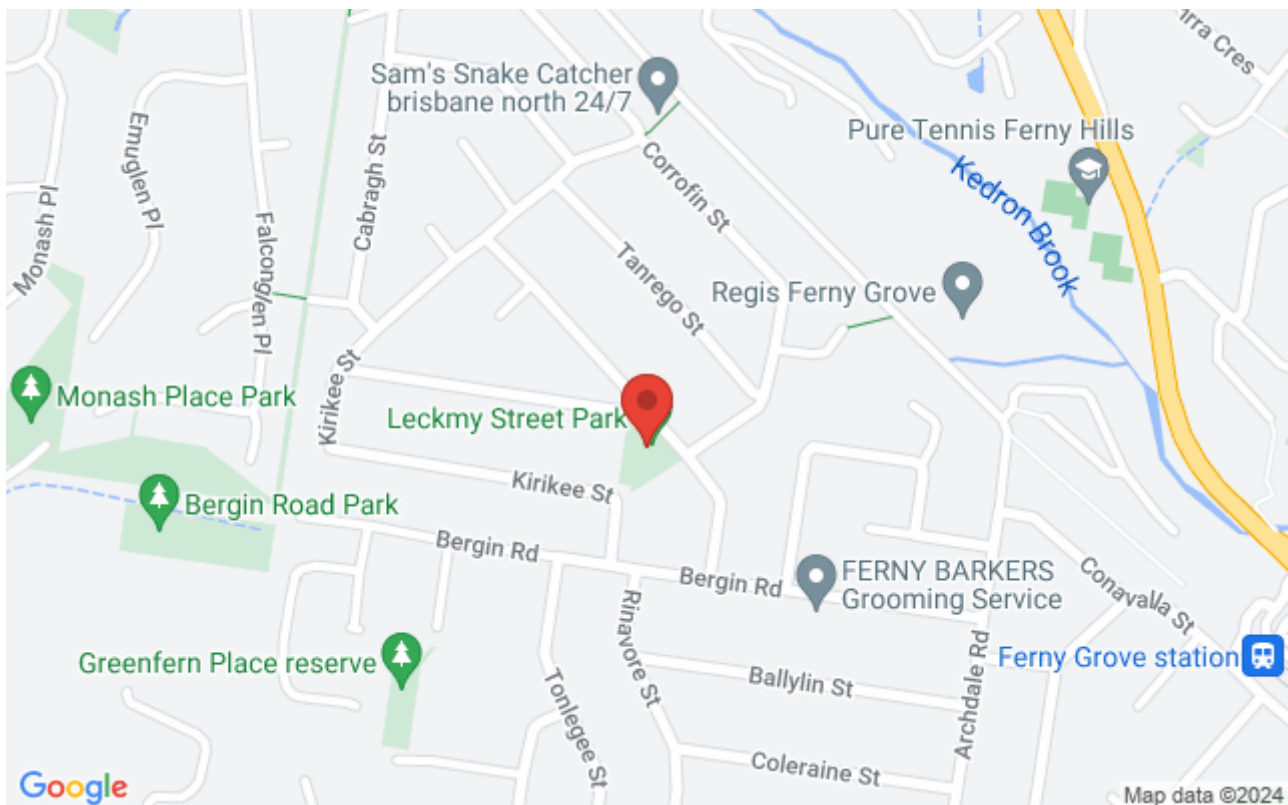 Sam's Snake Catcher
brisbane north 24/7
Pure Tennis Ferny Hills
Kedron Brook
Emuglen Pl
Monash Pl
Falconglen Pl
Cabragh St
Corrofin St
Tanrego St
Regis Ferny Grove
Kirikee St
Monash Place Park
Leckmy Street Park
Kirikee St
Bergin Road Park
Bergin Rd
Bergin Rd
FERNY BARKERS
Grooming Service
Conavalla St
Rinavore St
Greenfern Place reserve
Ferny Grove station
Ballylin St
Archdale Rd
Tonlegee St
Coleraine St
Google
Map data ©2024